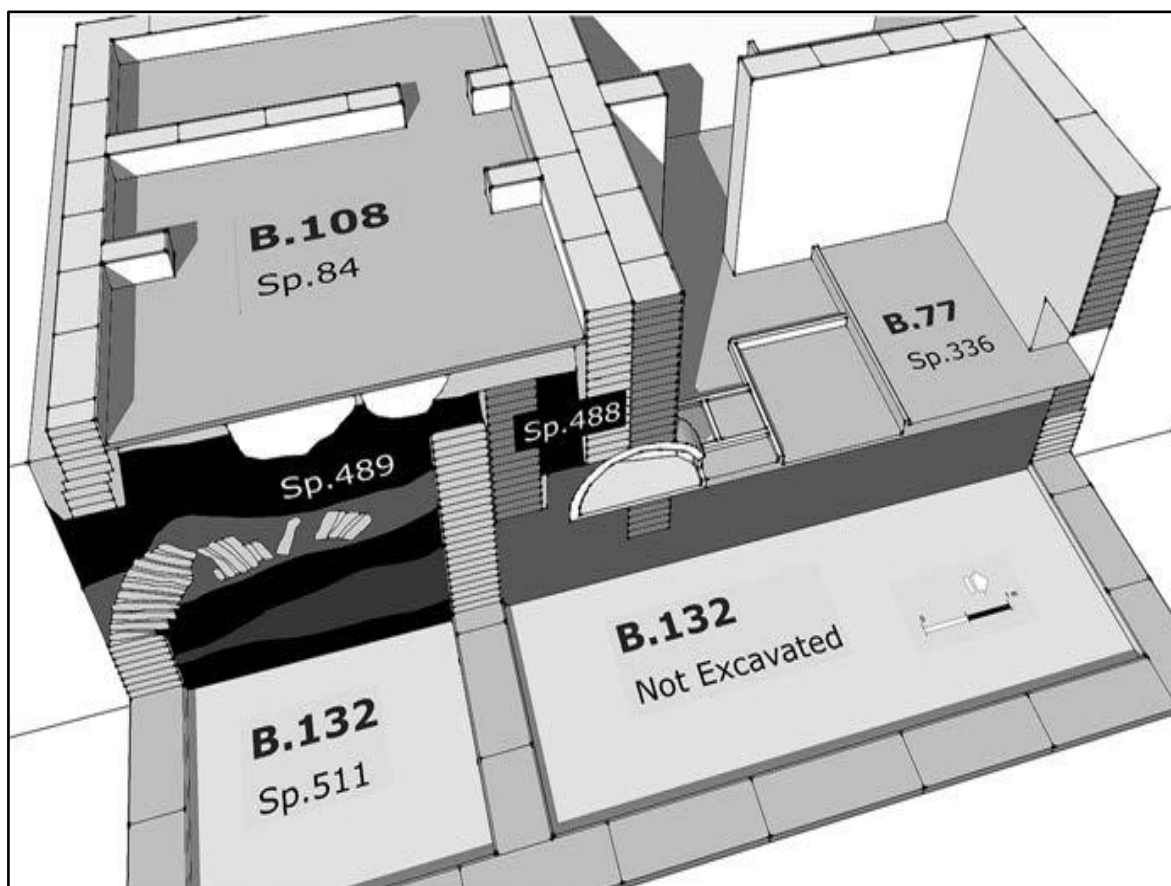 B.108
Sp.84
B.77
Sp.336
Sp.488
Sp.489
B.132
Not Excavated
B.132
Sp.511